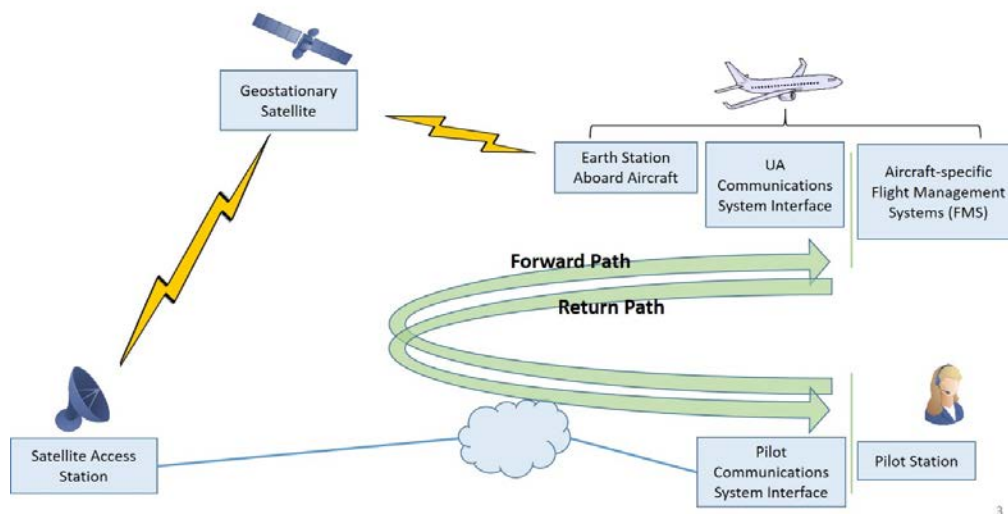 Geostationary
Satellite
Earth Station
Aboard Aircraft
UA
Communications
System Interface
Aircraft-specific
Flight Management
Systems (FMS)
Forward Path
Return Path
Satellite Access
Station
Pilot
Communications
System Interface
Pilot Station
3